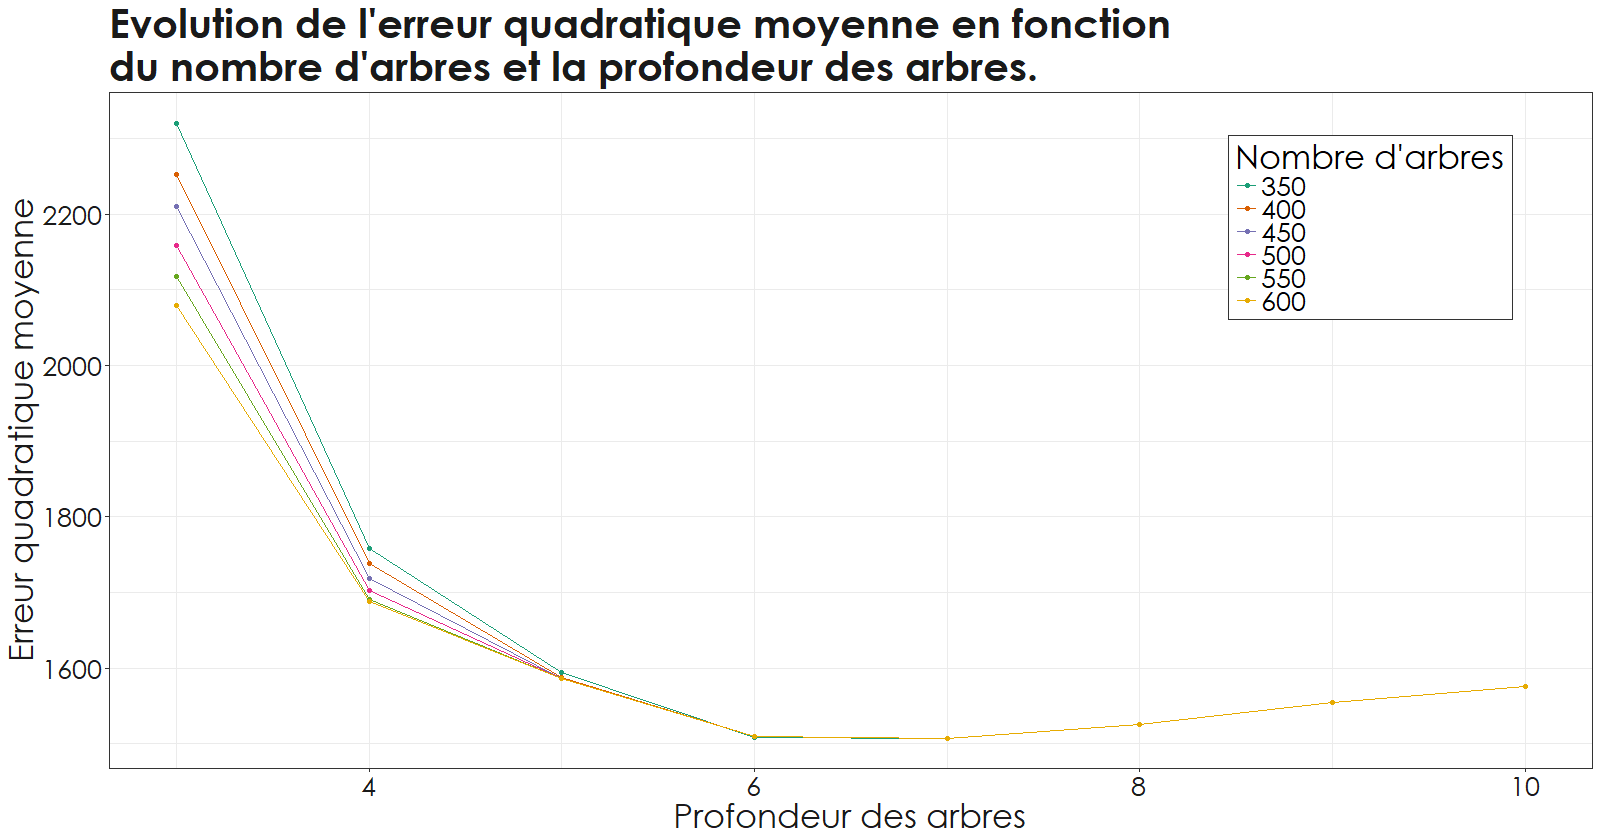 Evolution de l'erreur quadratique moyenne en fonction
du nombre d'arbres et la profondeur des arbres.
Nombre d'arbres
350
400
450
500
550
600
Erreur quadratique moyenne
2200
2000
1800
1600
4
6
8
10
Profondeur des arbres